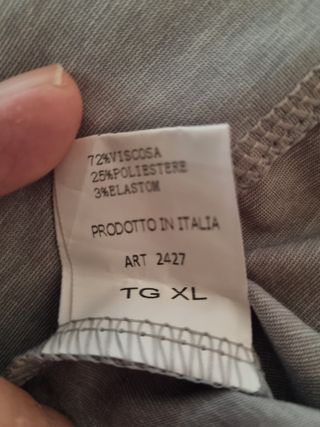 72%VISCOSA
25%POLIESTERE
3%ELASTOM
PRODOTTO IN ITALIA
ART 2427
TG XL